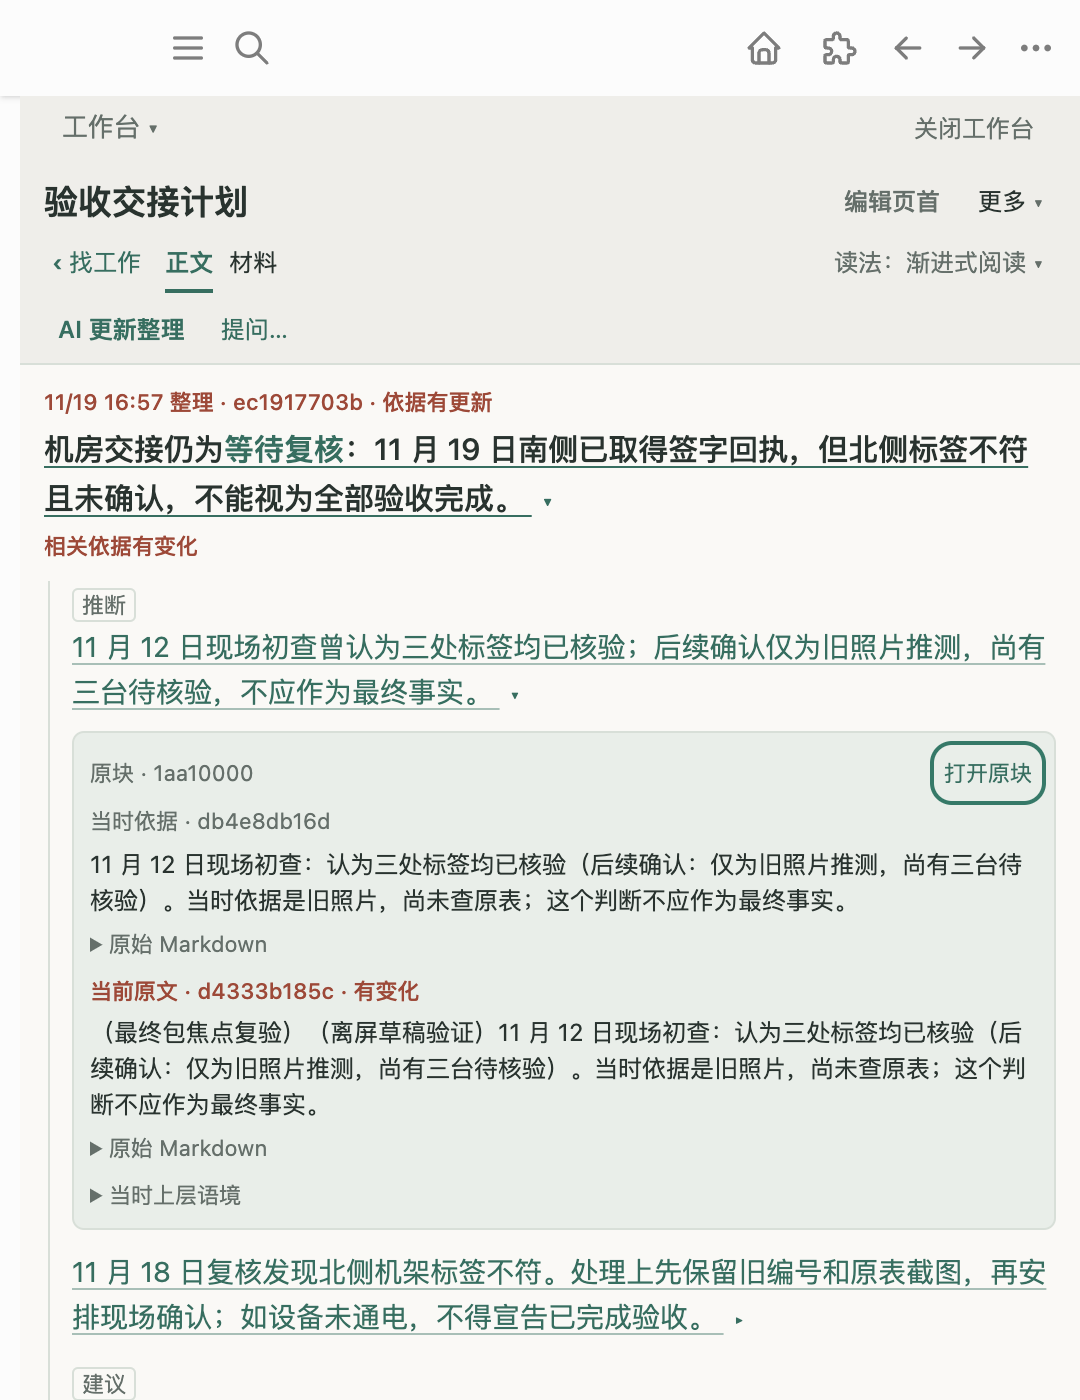 工作台 ▾
关闭工作台
验收交接计划
编辑页首
更多 ▾
‹ 找工作
正文
材料
读法：渐进式阅读 ▾
AI 更新整理
提问...
11/19 16:57 整理 · ec1917703b · 依据有更新
机房交接仍为等待复核：11 月 19 日南侧已取得签字回执，但北侧标签不符
且未确认，不能视为全部验收完成。 ▾
相关依据有变化
推断
11 月 12 日现场初查曾认为三处标签均已核验；后续确认仅为旧照片推测，尚有
三台待核验，不应作为最终事实。 ▾
原块 · 1aa10000
打开原块
当时依据 · db4e8db16d
11 月 12 日现场初查：认为三处标签均已核验（后续确认：仅为旧照片推测，尚有三台待
核验）。当时依据是旧照片，尚未查原表；这个判断不应作为最终事实。
▶ 原始 Markdown
当前原文 · d4333b185c · 有变化
（最终包焦点复验）（离屏草稿验证）11 月 12 日现场初查：认为三处标签均已核验（后
续确认：仅为旧照片推测，尚有三台待核验）。当时依据是旧照片，尚未查原表；这个判
断不应作为最终事实。
▶ 原始 Markdown
▶ 当时上层语境
11 月 18 日复核发现北侧机架标签不符。处理上先保留旧编号和原表截图，再安
排现场确认；如设备未通电，不得宣告已完成验收。 ▸
建议